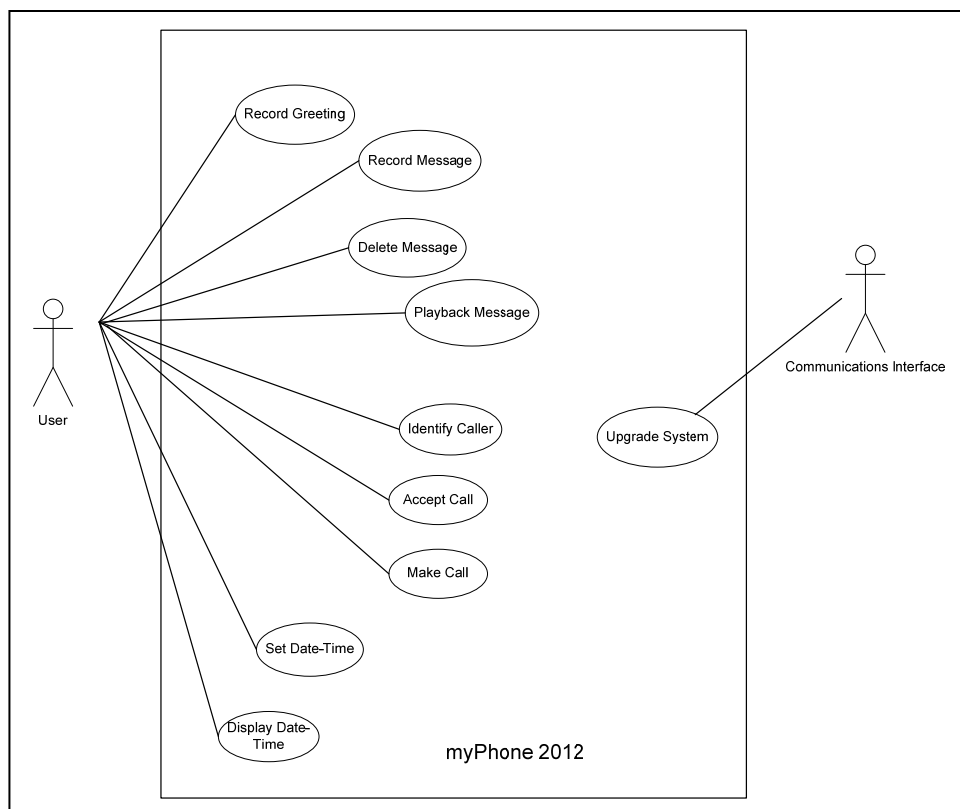 Record Greeting
Record Message
Delete Message
Playback Message
Communications Interface
User
Identify Caller
Upgrade System
Accept Call
Make Call
Set Date-Time
Display Date-
Time
myPhone 2012